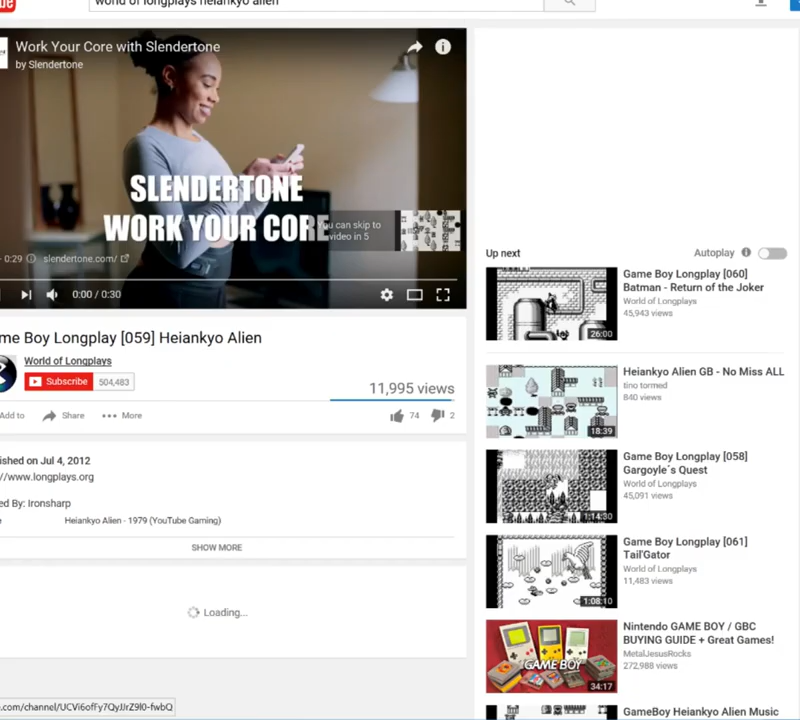 world of longplays heiankyo alien
Work Your Core with Slendertone
by Slendertone
SLENDERTONE
WORK YOUR CORE
You can skip to
video in 5
0:29
slendertone.com/
0:00 / 0:30
me Boy Longplay [059] Heiankyo Alien
World of Longplays
Subscribe 504,483
11,995 views
Add to Share More
74 2
ished on Jul 4, 2012
//www.longplays.org
ed By: Ironsharp
Heiankyo Alien - 1979 (YouTube Gaming)
SHOW MORE
Loading...
Up next Autoplay
Game Boy Longplay [060]
Batman - Return of the Joker
World of Longplays
45,943 views
26:00
Heiankyo Alien GB - No Miss ALL
tino tormed
840 views
18:39
Game Boy Longplay [058]
Gargoyle´s Quest
World of Longplays
45,091 views
1:14:30
Game Boy Longplay [061]
Tail'Gator
World of Longplays
11,483 views
1:08:10
Nintendo GAME BOY / GBC
BUYING GUIDE + Great Games!
MetalJesusRocks
272,988 views
GAME BOY
34:17
GameBoy Heiankyo Alien Music